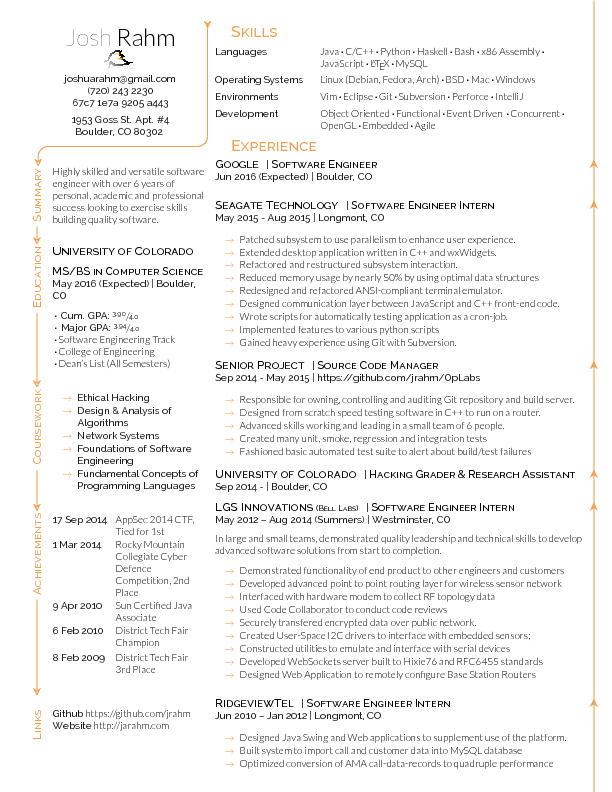 Josh Rahm
joshuarahm@gmail.com
(720) 243 2230
67c7 1e7a 9205 a443
1953 Goss St. Apt. #4
Boulder, CO 80302
SUMMARY
Highly skilled and versatile software
engineer with over 6 years of
personal, academic and professional
success looking to exercise skills
building quality software.
EDUCATION
UNIVERSITY OF COLORADO
MS/BS IN COMPUTER SCIENCE
May 2016 (Expected) | Boulder,
CO
• Cum. GPA: 3.90/4.0
• Major GPA: 3.94/4.0
• Software Engineering Track
• College of Engineering
• Dean's List (All Semesters)
COURSEWORK
→ Ethical Hacking
→ Design & Analysis of
Algorithms
→ Network Systems
→ Foundations of Software
Engineering
→ Fundamental Concepts of
Programming Languages
ACHIEVEMENTS
17 Sep 2014 AppSec 2014 CTF,
Tied for 1st
1 Mar 2014 Rocky Mountain
Collegiate Cyber
Defence
Competition, 2nd
Place
9 Apr 2010 Sun Certified Java
Associate
6 Feb 2010 District Tech Fair
Champion
8 Feb 2009 District Tech Fair
3rd Place
LINKS
Github https://github.com/jrahm
Website http://jarahm.com
SKILLS
Languages Java • C/C++ • Python • Haskell • Bash • x86 Assembly •
JavaScript • LATEX • MySQL
Operating Systems Linux (Debian, Fedora, Arch) • BSD • Mac • Windows
Environments Vim • Eclipse • Git • Subversion • Perforce • IntelliJ
Development Object Oriented • Functional • Event Driven • Concurrent •
OpenGL • Embedded • Agile
EXPERIENCE
GOOGLE | SOFTWARE ENGINEER
Jun 2016 (Expected) | Boulder, CO
SEAGATE TECHNOLOGY | SOFTWARE ENGINEER INTERN
May 2015 - Aug 2015 | Longmont, CO
→ Patched subsystem to use parallelism to enhance user experience.
→ Extended desktop application written in C++ and wxWidgets.
→ Refactored and restructured subsystem interaction.
→ Reduced memory usage by nearly 50% by using optimal data structures
→ Redesigned and refactored ANSI-compliant terminal emulator.
→ Designed communication layer between JavaScript and C++ front-end code.
→ Wrote scripts for automatically testing application as a cron-job.
→ Implemented features to various python scripts
→ Gained heavy experience using Git with Subversion.
SENIOR PROJECT | SOURCE CODE MANAGER
Sep 2014 - May 2015 | https://github.com/jrahm/OpLabs
→ Responsible for owning, controlling and auditing Git repository and build server.
→ Designed from scratch speed testing software in C++ to run on a router.
→ Advanced skills working and leading in a small team of 6 people.
→ Created many unit, smoke, regression and integration tests
→ Fashioned basic automated test suite to alert about build/test failures
UNIVERSITY OF COLORADO | HACKING GRADER & RESEARCH ASSISTANT
Sep 2014 - | Boulder, CO
LGS INNOVATIONS (BELL LABS) | SOFTWARE ENGINEER INTERN
May 2012 – Aug 2014 (Summers) | Westminster, CO
In large and small teams, demonstrated quality leadership and technical skills to develop
advanced software solutions from start to completion.
→ Demonstrated functionality of end product to other engineers and customers
→ Developed advanced point to point routing layer for wireless sensor network
→ Interfaced with hardware modem to collect RF topology data
→ Used Code Collaborator to conduct code reviews
→ Securely transfered encrypted data over public network.
→ Created User-Space I2C drivers to interface with embedded sensors;
→ Constructed utilities to emulate and interface with serial devices
→ Developed WebSockets server built to Hixie76 and RFC6455 standards
→ Designed Web Application to remotely configure Base Station Routers
RIDGEVIEWTEL | SOFTWARE ENGINEER INTERN
Jun 2010 – Jan 2012 | Longmont, CO
→ Designed Java Swing and Web applications to supplement use of the platform.
→ Built system to import call and customer data into MySQL database
→ Optimized conversion of AMA call-data-records to quadruple performance